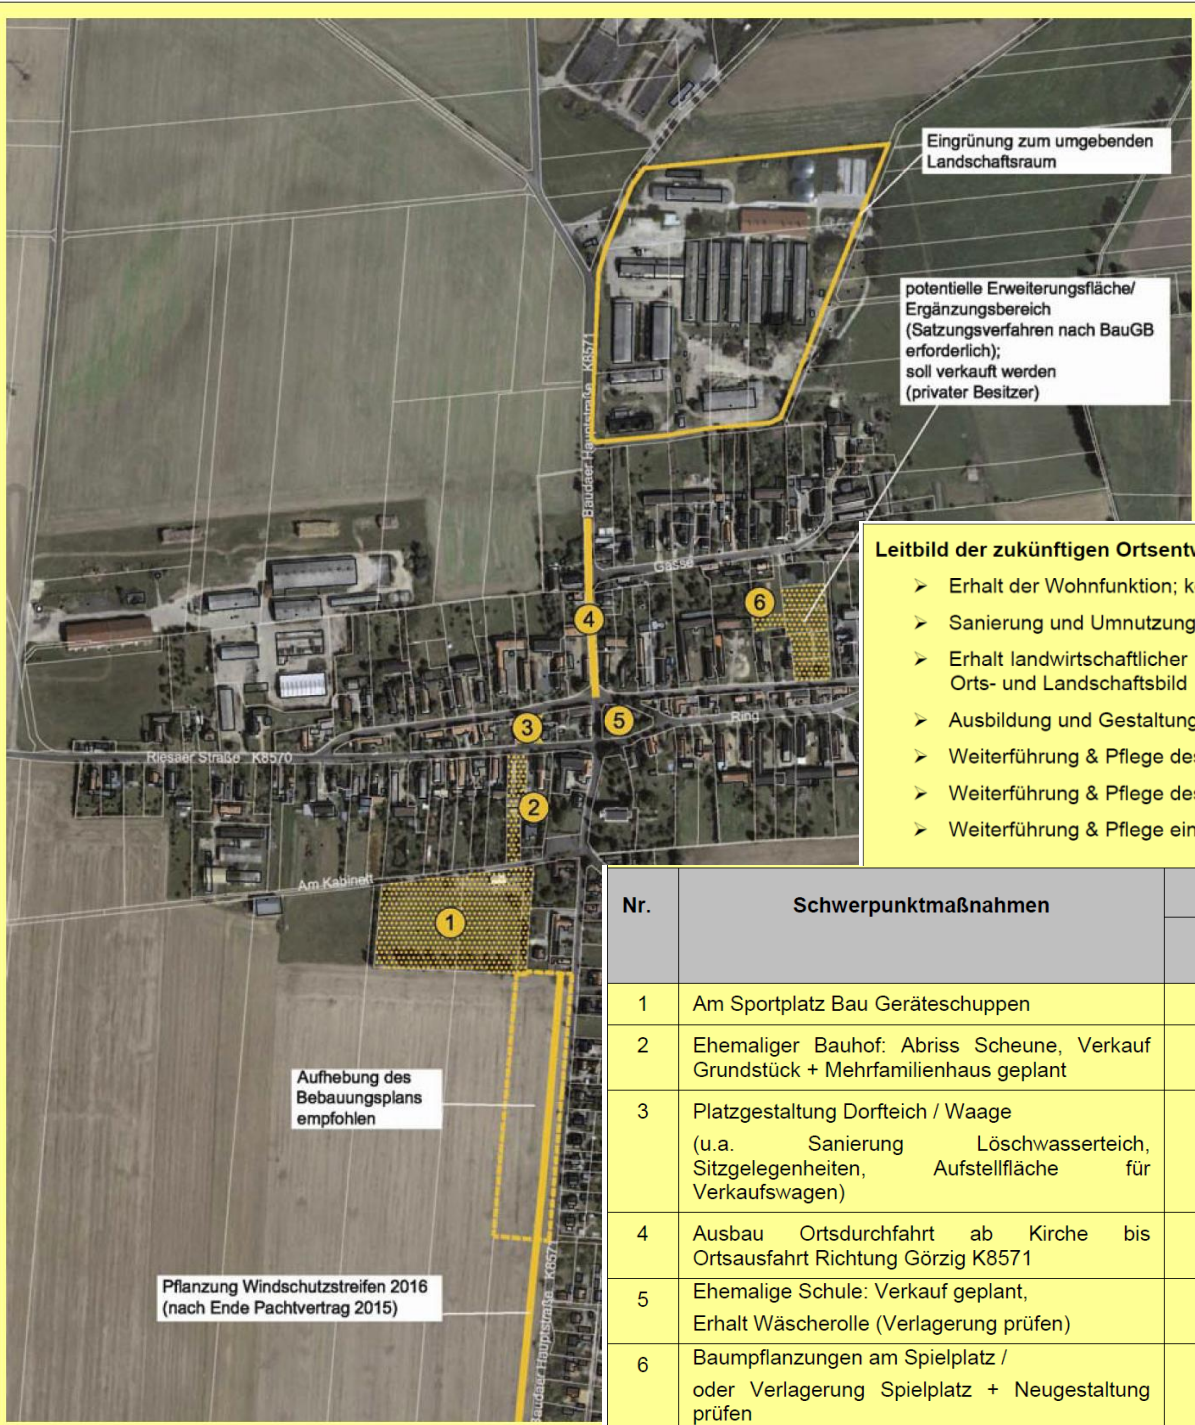 Eingrünung zum umgebenden
Landschaftsraum
potentielle Erweiterungsfläche/
Ergänzungsbereich
(Satzungsverfahren nach BauGB
erforderlich);
soll verkauft werden
(privater Besitzer)
Baudaer Hauptstraße K8571
Gasse
6
4
5
3
Ring
Riesaer Straße K8570
2
Am Kabinett
1
Aufhebung des
Bebauungsplans
empfohlen
Pflanzung Windschutzstreifen 2016
(nach Ende Pachtvertrag 2015)
Baudaer Hauptstraße K8571
Leitbild der zukünftigen Ortsentw
➢ Erhalt der Wohnfunktion; k
➢ Sanierung und Umnutzung
➢ Erhalt landwirtschaftlicher
Orts- und Landschaftsbild
➢ Ausbildung und Gestaltung
➢ Weiterführung & Pflege des
➢ Weiterführung & Pflege des
➢ Weiterführung & Pflege ein
Nr. Schwerpunktmaßnahmen
1 Am Sportplatz Bau Geräteschuppen
2 Ehemaliger Bauhof: Abriss Scheune, Verkauf
Grundstück + Mehrfamilienhaus geplant
3 Platzgestaltung Dorfteich / Waage
(u.a. Sanierung Löschwasserteich,
Sitzgelegenheiten, Aufstellfläche für
Verkaufswagen)
4 Ausbau Ortsdurchfahrt ab Kirche bis
Ortsausfahrt Richtung Görzig K8571
5 Ehemalige Schule: Verkauf geplant,
Erhalt Wäscherolle (Verlagerung prüfen)
6 Baumpflanzungen am Spielplatz /
oder Verlagerung Spielplatz + Neugestaltung
prüfen